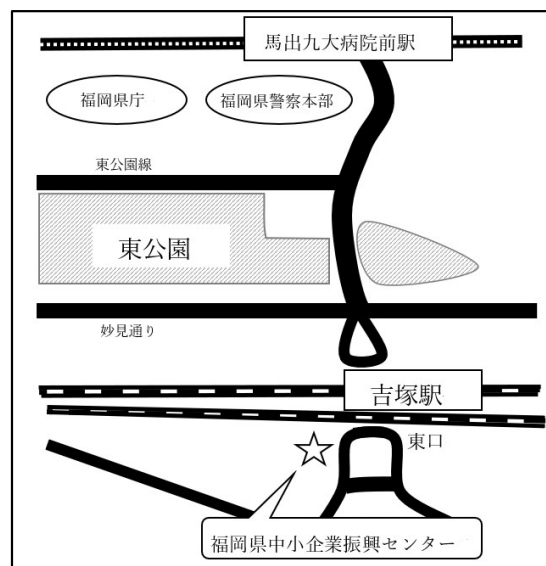 馬出九大病院前駅
福岡県庁
福岡県警察本部
東公園線
東公園
妙見通り
吉塚駅
東口
福岡県中小企業振興センター